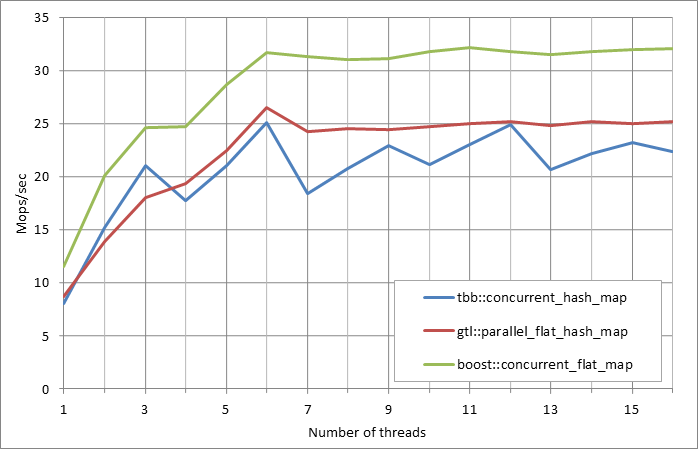 35
30
25
20
15
10
5
0
Mops/sec
tbb::concurrent_hash_map
gtl::parallel_flat_hash_map
boost::concurrent_flat_map
1 3 5 7 9 11 13 15
Number of threads